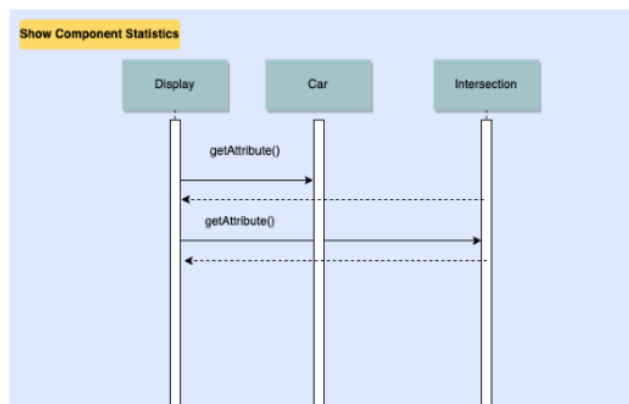 Show Component Statistics
Display
Car
Intersection
getAttribute()
getAttribute()